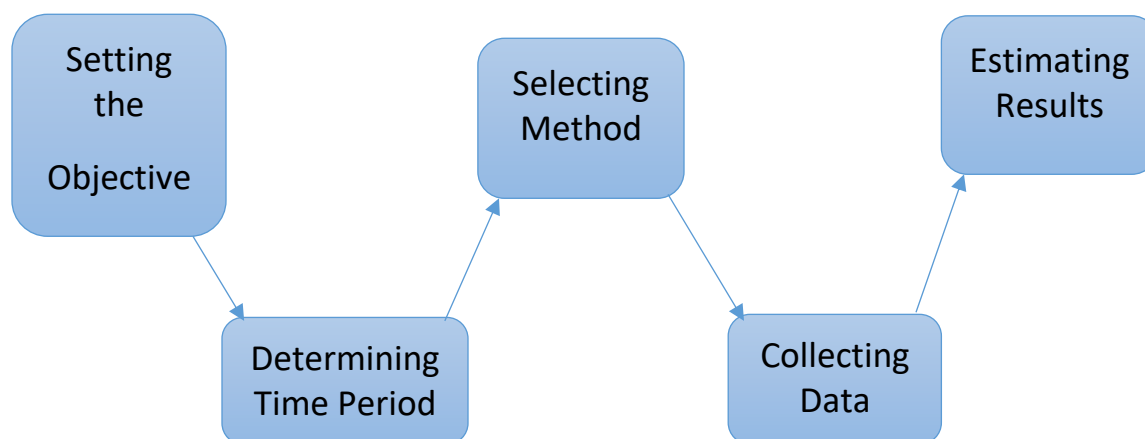 Setting
the
Objective
Determining
Time Period
Selecting
Method
Collecting
Data
Estimating
Results